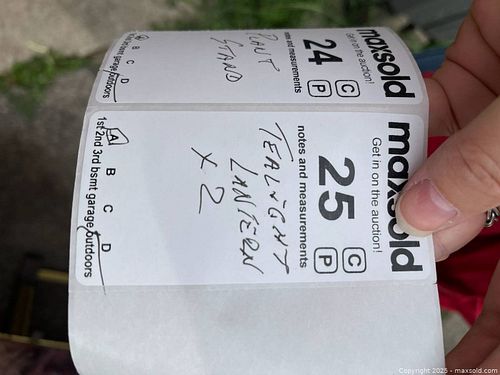 maxsold
Get in on the auction!
24 C P
notes and measurements
PLANT
STAND
A B C D
1st 2nd 3rd bsmt garage outdoors
maxsold
Get in on the auction!
25 C P
notes and measurements
TEALIGHT
LANTERN
x 2
A B C D
1st 2nd 3rd bsmt garage outdoors
Copyright 2025 - maxsold.com